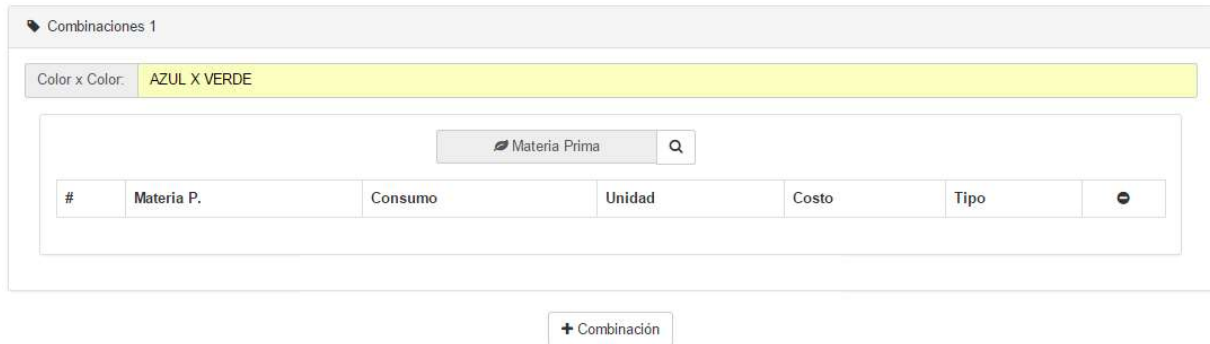 Combinaciones 1
Color x Color: AZUL X VERDE
Materia Prima
# Materia P. Consumo Unidad Costo Tipo
+ Combinación